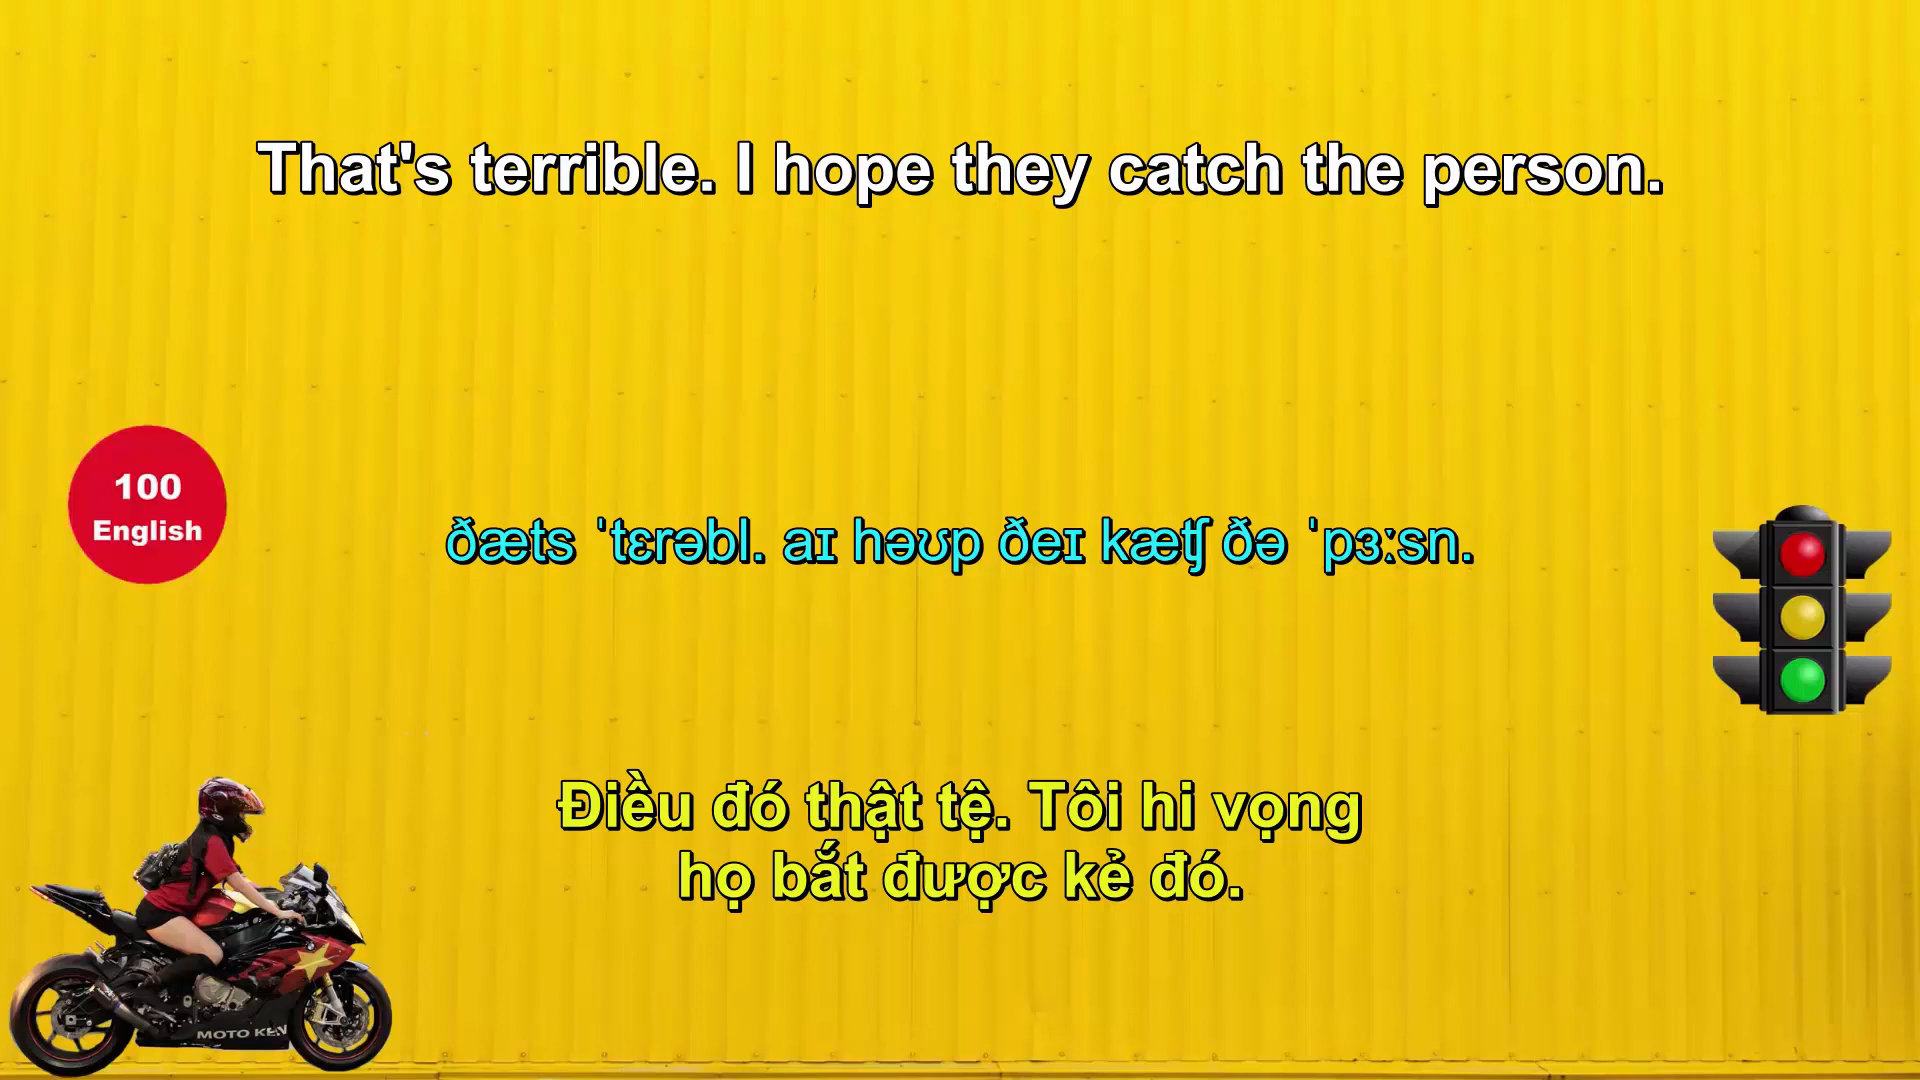 That's terrible. I hope they catch the person.
100
English
ðæts ˈtɛrəbl. aɪ həʊp ðeɪ kæʧ ðə ˈpɜːsn.
Điều đó thật tệ. Tôi hi vọng
họ bắt được kẻ đó.
MOTO KEN